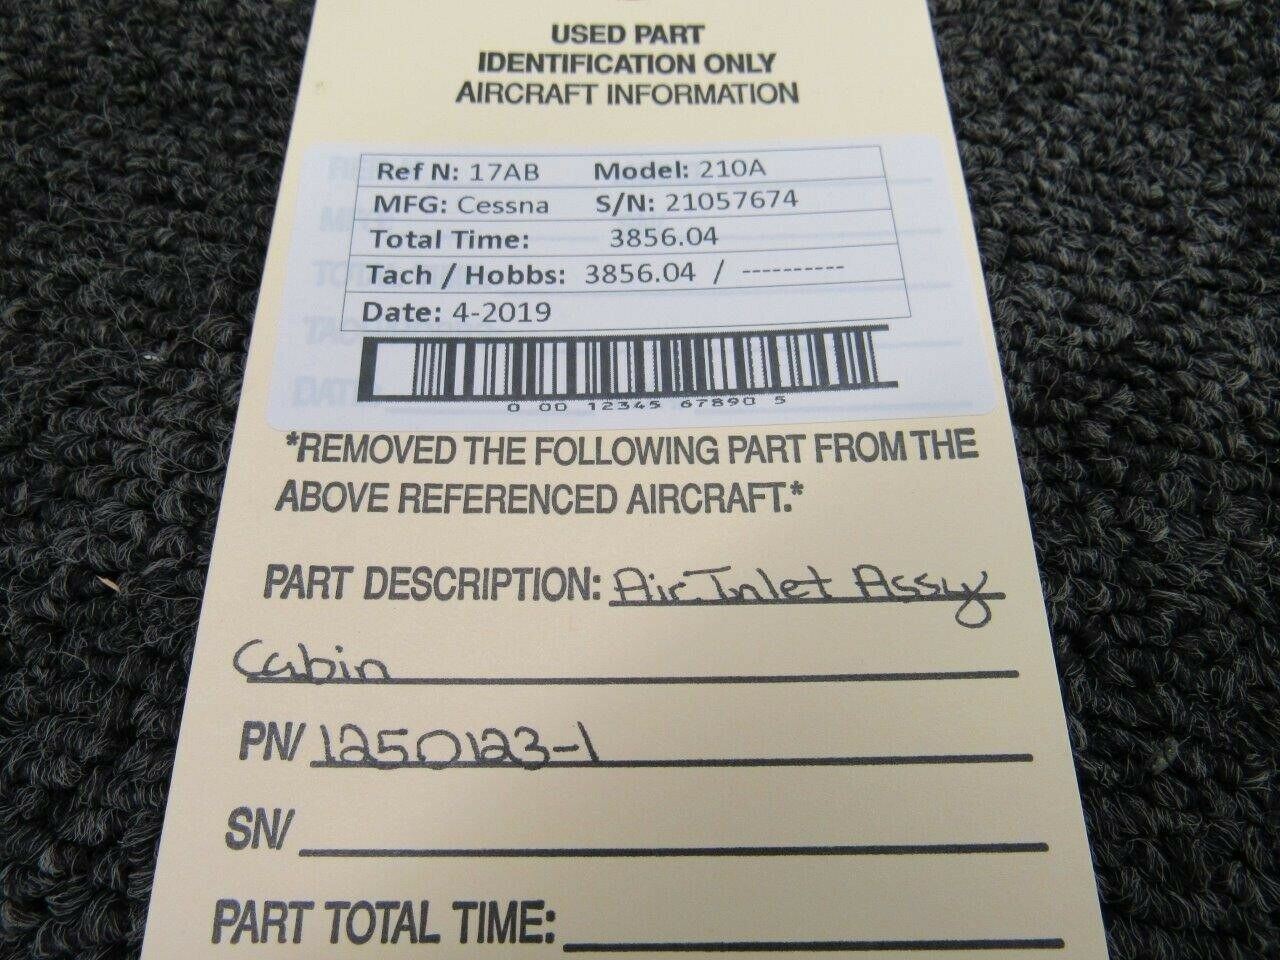 USED PART
IDENTIFICATION ONLY
AIRCRAFT INFORMATION
Ref N: 17AB Model: 210A
MFG: Cessna S/N: 21057674
Total Time: 3856.04
Tach / Hobbs: 3856.04 / ----------
Date: 4-2019
0 00 12345 67890 5
*REMOVED THE FOLLOWING PART FROM THE
ABOVE REFERENCED AIRCRAFT.*
PART DESCRIPTION: Air Inlet Assy
Cabin
PN/ 1250123-1
SN/
PART TOTAL TIME: